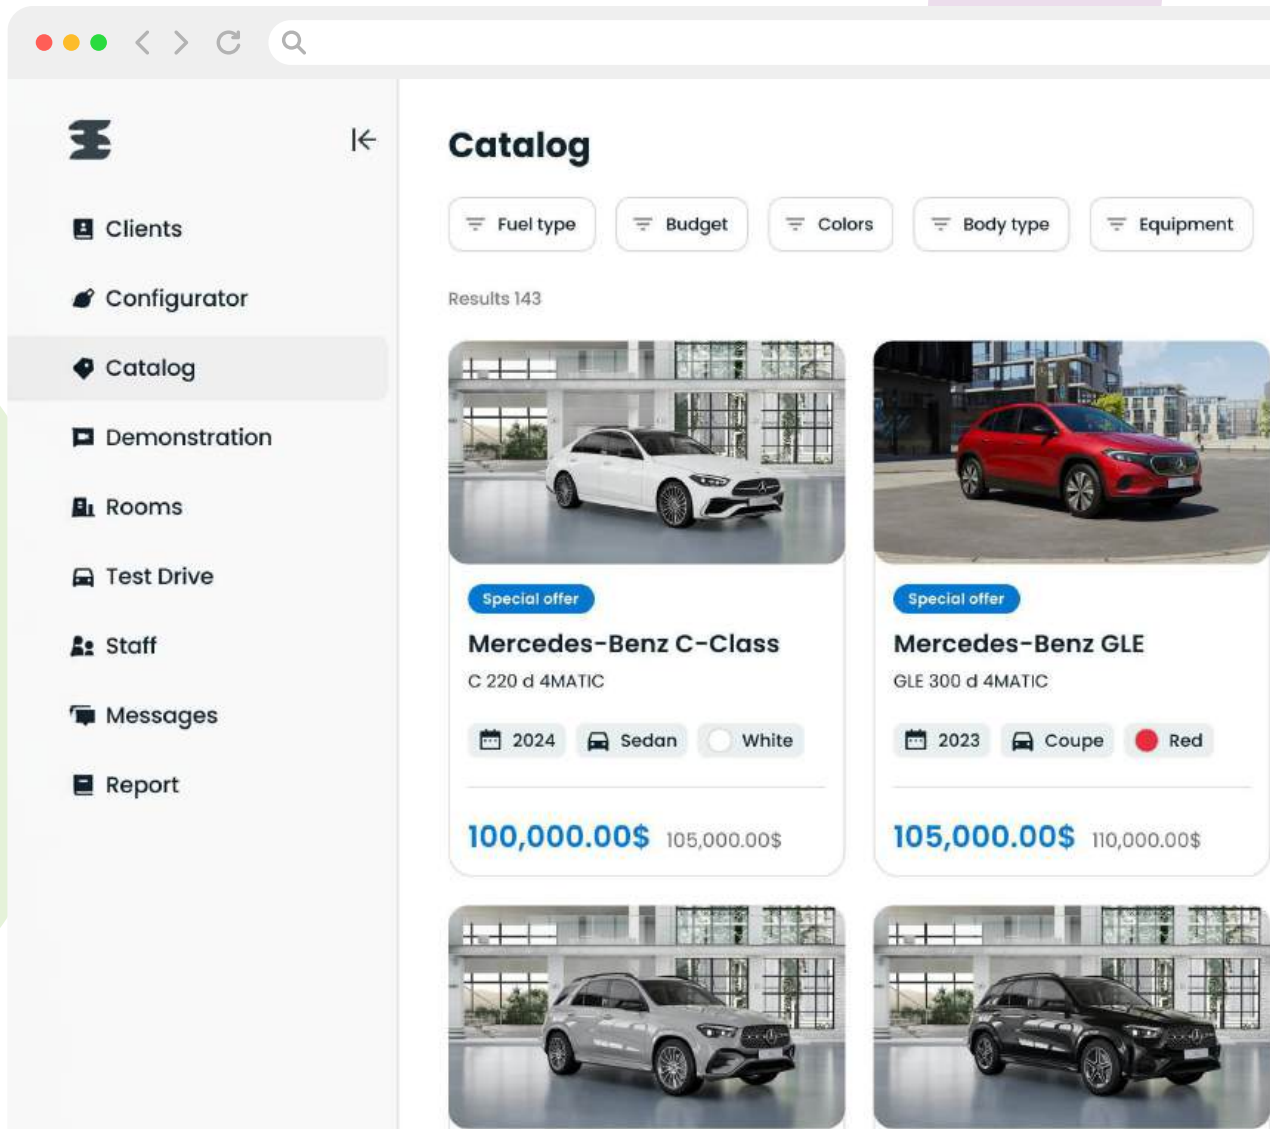 Clients
Configurator
Catalog
Demonstration
Rooms
Test Drive
Staff
Messages
Report
Catalog
Fuel type Budget Colors Body type Equipment
Results 143
Special offer
Mercedes-Benz C-Class
C 220 d 4MATIC
2024 Sedan White
100,000.00$ 105,000.00$
Special offer
Mercedes-Benz GLE
GLE 300 d 4MATIC
2023 Coupe Red
105,000.00$ 110,000.00$